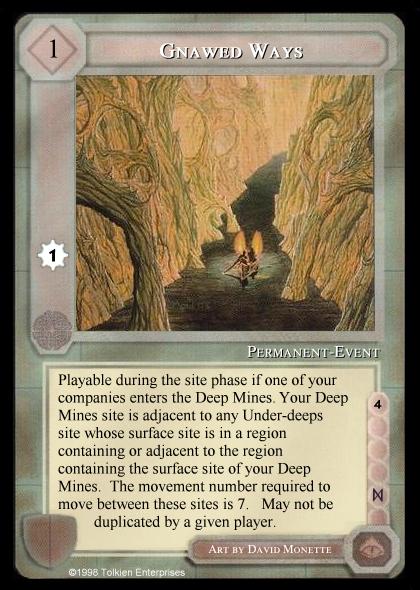 1
GNAWED WAYS
1
PERMANENT-EVENT
Playable during the site phase if one of your
companies enters the Deep Mines. Your Deep
Mines site is adjacent to any Under-deeps
site whose surface site is in a region
containing or adjacent to the region
containing the surface site of your Deep
Mines. The movement number required to
move between these sites is 7. May not be
duplicated by a given player.
4
ART BY DAVID MONETTE
©1998 Tolkien Enterprises